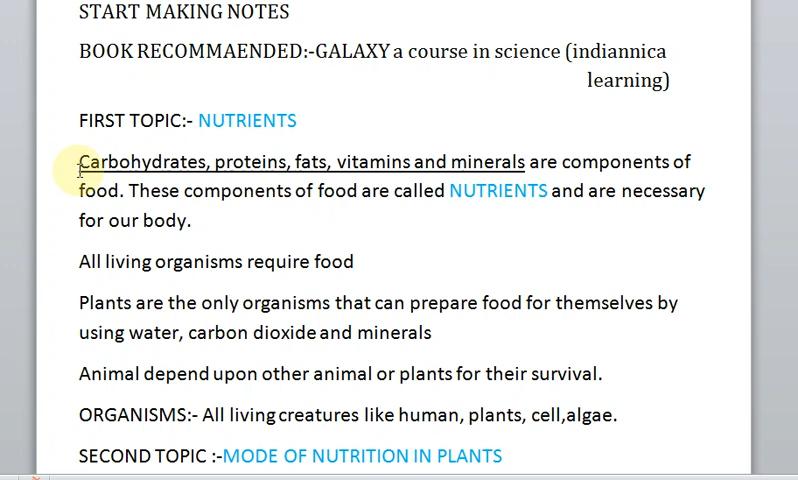 START MAKING NOTES
BOOK RECOMMAENDED:-GALAXY a course in science (indiannica
learning)
FIRST TOPIC:- NUTRIENTS
Carbohydrates, proteins, fats, vitamins and minerals are components of
food. These components of food are called NUTRIENTS and are necessary
for our body.
All living organisms require food
Plants are the only organisms that can prepare food for themselves by
using water, carbon dioxide and minerals
Animal depend upon other animal or plants for their survival.
ORGANISMS:- All living creatures like human, plants, cell,algae.
SECOND TOPIC :-MODE OF NUTRITION IN PLANTS